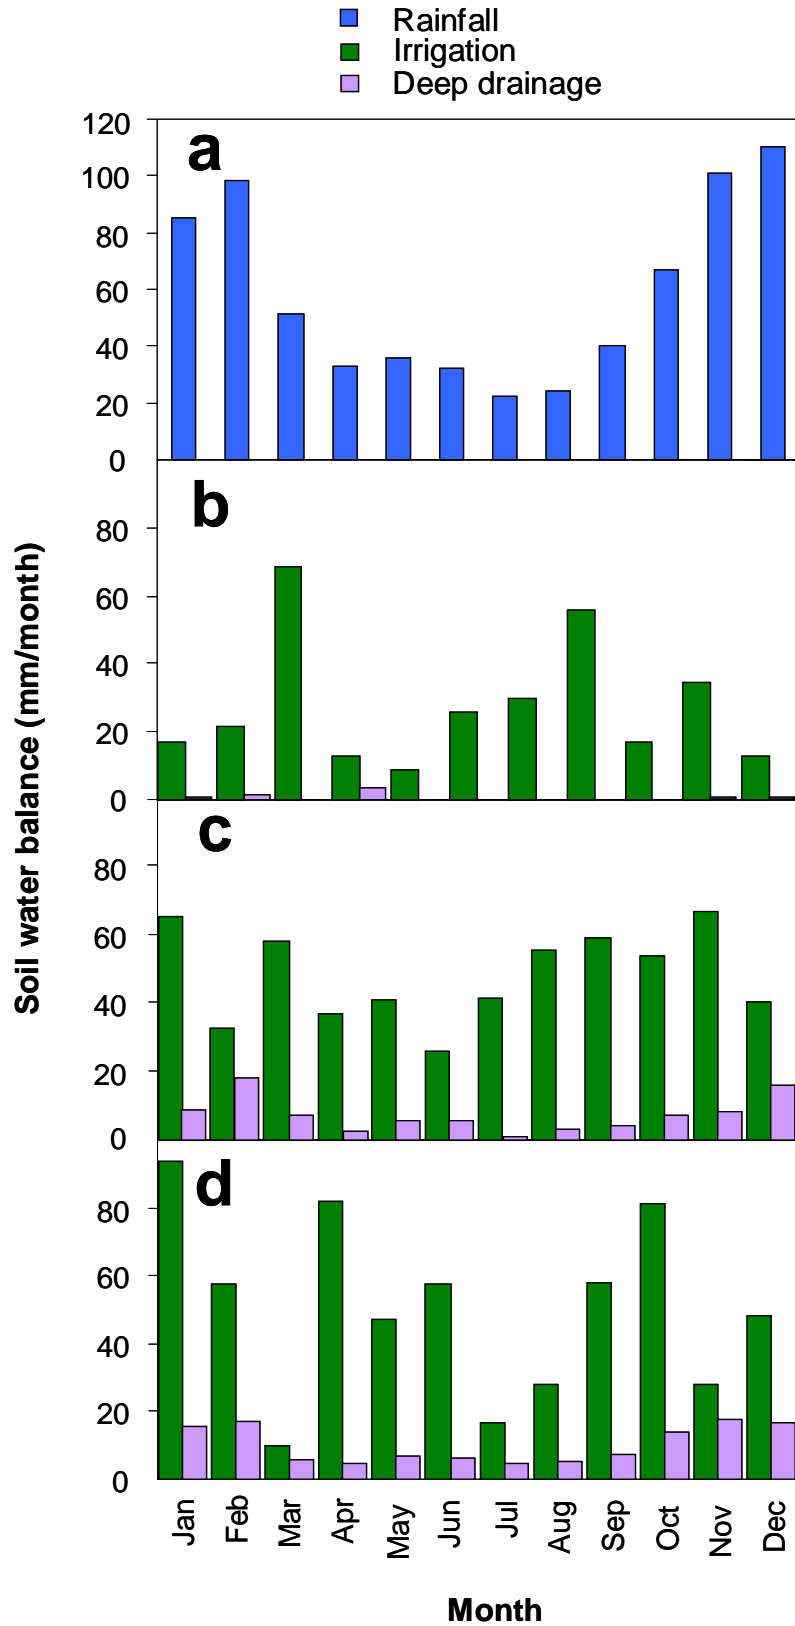 Rainfall
Irrigation
Deep drainage
Soil water balance (mm/month)
a
120
100
80
60
40
20
0
b
80
60
40
20
0
c
80
60
40
20
0
d
80
60
40
20
0
Jan Feb Mar Apr May Jun Jul Aug Sep Oct Nov Dec
Month